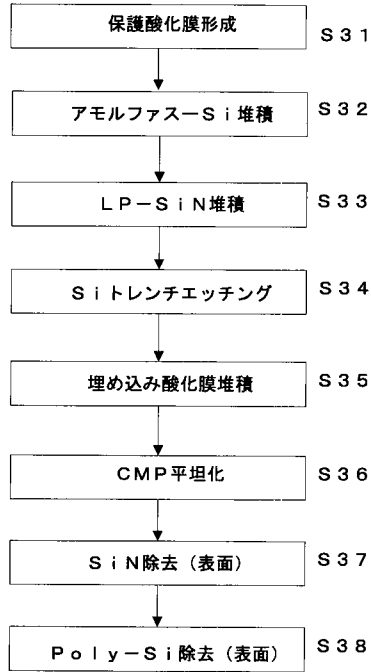 保護酸化膜形成 S31
アモルファスーSi堆積 S32
LP-SiN堆積 S33
Siトレンチエッチング S34
埋め込み酸化膜堆積 S35
CMP平坦化 S36
SiN除去(表面) S37
Poly-Si除去(表面) S38